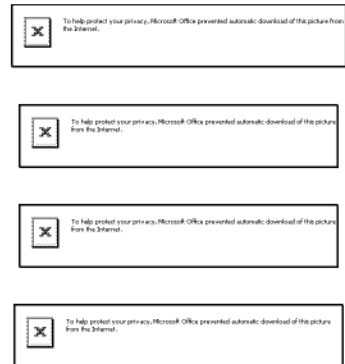 To help protect your privacy, Microsoft Office prevented automatic download of this picture from
the Internet.
To help protect your privacy, Microsoft Office prevented automatic download of this picture
from the Internet.
To help protect your privacy, Microsoft Office prevented automatic download of this picture
from the Internet.
To help protect your privacy, Microsoft Office prevented automatic download of this picture
from the Internet.